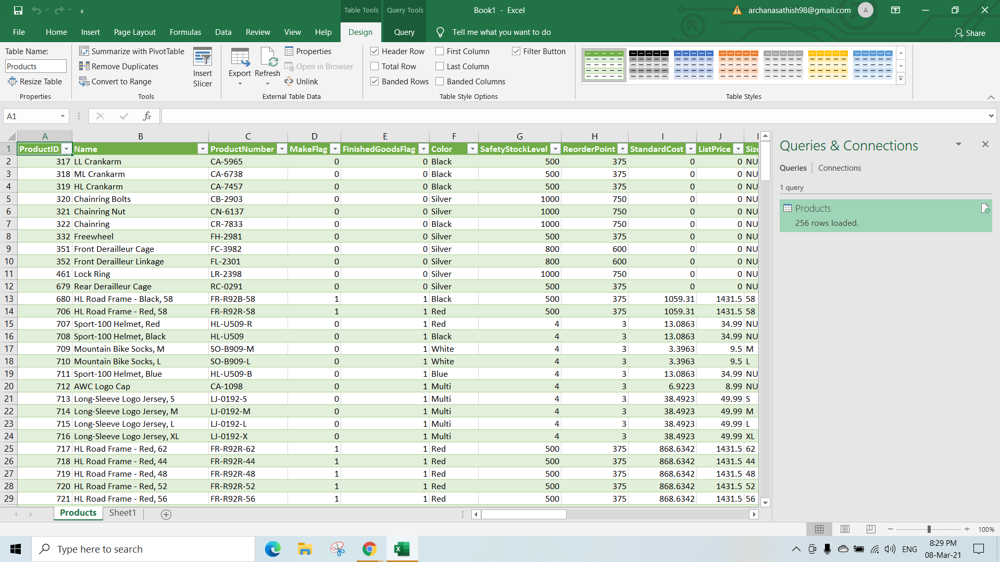 Table Tools Query Tools Book1 - Excel archanasathish98@gmail.com A
File Home Insert Page Layout Formulas Data Review View Help Design Query Tell me what you want to do Share
Table Name:
Products
Resize Table
Properties
Summarize with PivotTable
Remove Duplicates
Convert to Range
Insert
Slicer
Tools
Export
Refresh
Properties
Open in Browser
Unlink
External Table Data
Header Row First Column Filter Button
Total Row Last Column
Banded Rows Banded Columns
Table Style Options
Table Styles
A1 fx
A B C D E F G H I J
1 ProductID Name ProductNumber MakeFlag FinishedGoodsFlag Color SafetyStockLevel ReorderPoint StandardCost ListPrice Size
2 317 LL Crankarm CA-5965 0 0 Black 500 375 0 0 NU
3 318 ML Crankarm CA-6738 0 0 Black 500 375 0 0 NU
4 319 HL Crankarm CA-7457 0 0 Black 500 375 0 0 NU
5 320 Chainring Bolts CB-2903 0 0 Silver 1000 750 0 0 NU
6 321 Chainring Nut CN-6137 0 0 Silver 1000 750 0 0 NU
7 322 Chainring CR-7833 0 0 Black 1000 750 0 0 NU
8 332 Freewheel FH-2981 0 0 Silver 500 375 0 0 NU
9 351 Front Derailleur Cage FC-3982 0 0 Silver 800 600 0 0 NU
10 352 Front Derailleur Linkage FL-2301 0 0 Silver 800 600 0 0 NU
11 461 Lock Ring LR-2398 0 0 Silver 1000 750 0 0 NU
12 679 Rear Derailleur Cage RC-0291 0 0 Silver 500 375 0 0 NU
13 680 HL Road Frame - Black, 58 FR-R92B-58 1 1 Black 500 375 1059.31 1431.5 58
14 706 HL Road Frame - Red, 58 FR-R92R-58 1 1 Red 500 375 1059.31 1431.5 58
15 707 Sport-100 Helmet, Red HL-U509-R 0 1 Red 4 3 13.0863 34.99 NU
16 708 Sport-100 Helmet, Black HL-U509 0 1 Black 4 3 13.0863 34.99 NU
17 709 Mountain Bike Socks, M SO-B909-M 0 1 White 4 3 3.3963 9.5 M
18 710 Mountain Bike Socks, L SO-B909-L 0 1 White 4 3 3.3963 9.5 L
19 711 Sport-100 Helmet, Blue HL-U509-B 0 1 Blue 4 3 13.0863 34.99 NU
20 712 AWC Logo Cap CA-1098 0 1 Multi 4 3 6.9223 8.99 NU
21 713 Long-Sleeve Logo Jersey, S LJ-0192-S 0 1 Multi 4 3 38.4923 49.99 S
22 714 Long-Sleeve Logo Jersey, M LJ-0192-M 0 1 Multi 4 3 38.4923 49.99 M
23 715 Long-Sleeve Logo Jersey, L LJ-0192-L 0 1 Multi 4 3 38.4923 49.99 L
24 716 Long-Sleeve Logo Jersey, XL LJ-0192-X 0 1 Multi 4 3 38.4923 49.99 XL
25 717 HL Road Frame - Red, 62 FR-R92R-62 1 1 Red 500 375 868.6342 1431.5 62
26 718 HL Road Frame - Red, 44 FR-R92R-44 1 1 Red 500 375 868.6342 1431.5 44
27 719 HL Road Frame - Red, 48 FR-R92R-48 1 1 Red 500 375 868.6342 1431.5 48
28 720 HL Road Frame - Red, 52 FR-R92R-52 1 1 Red 500 375 868.6342 1431.5 52
29 721 HL Road Frame - Red, 56 FR-R92R-56 1 1 Red 500 375 868.6342 1431.5 56
Queries & Connections
Queries Connections
1 query
Products
256 rows loaded.
Products Sheet1
100%
Type here to search
ENG
8:29 PM
08-Mar-21